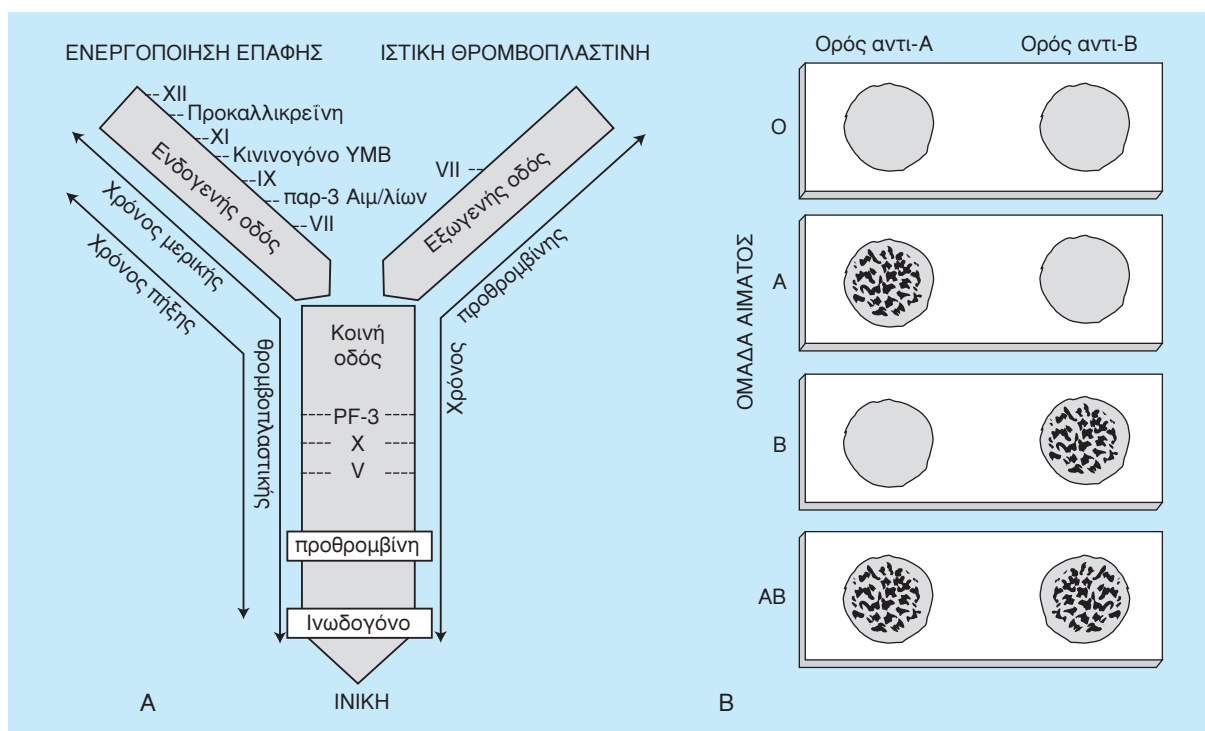 ΕΝΕΡΓΟΠΟΙΗΣΗ ΕΠΑΦΗΣ
ΙΣΤΙΚΗ ΘΡΟΜΒΟΠΛΑΣΤΙΝΗ
XII
Προκαλλικρεΐνη
XI
Κινινογόνο ΥΜΒ
IX
παρ-3 Αιμ/λίων
VII
Ενδογενής οδός
Χρόνος μερικής
θρομβοπλαστικής
Χρόνος πήξης
VII
Εξωγενής οδός
Χρόνος
προθρομβίνης
Κοινή
οδός
PF-3
X
V
προθρομβίνη
Ινωδογόνο
ΙΝΙΚΗ
A
Ορός αντι-Α
Ορός αντι-Β
ΟΜΑΔΑ ΑΙΜΑΤΟΣ
O
A
B
AB
B